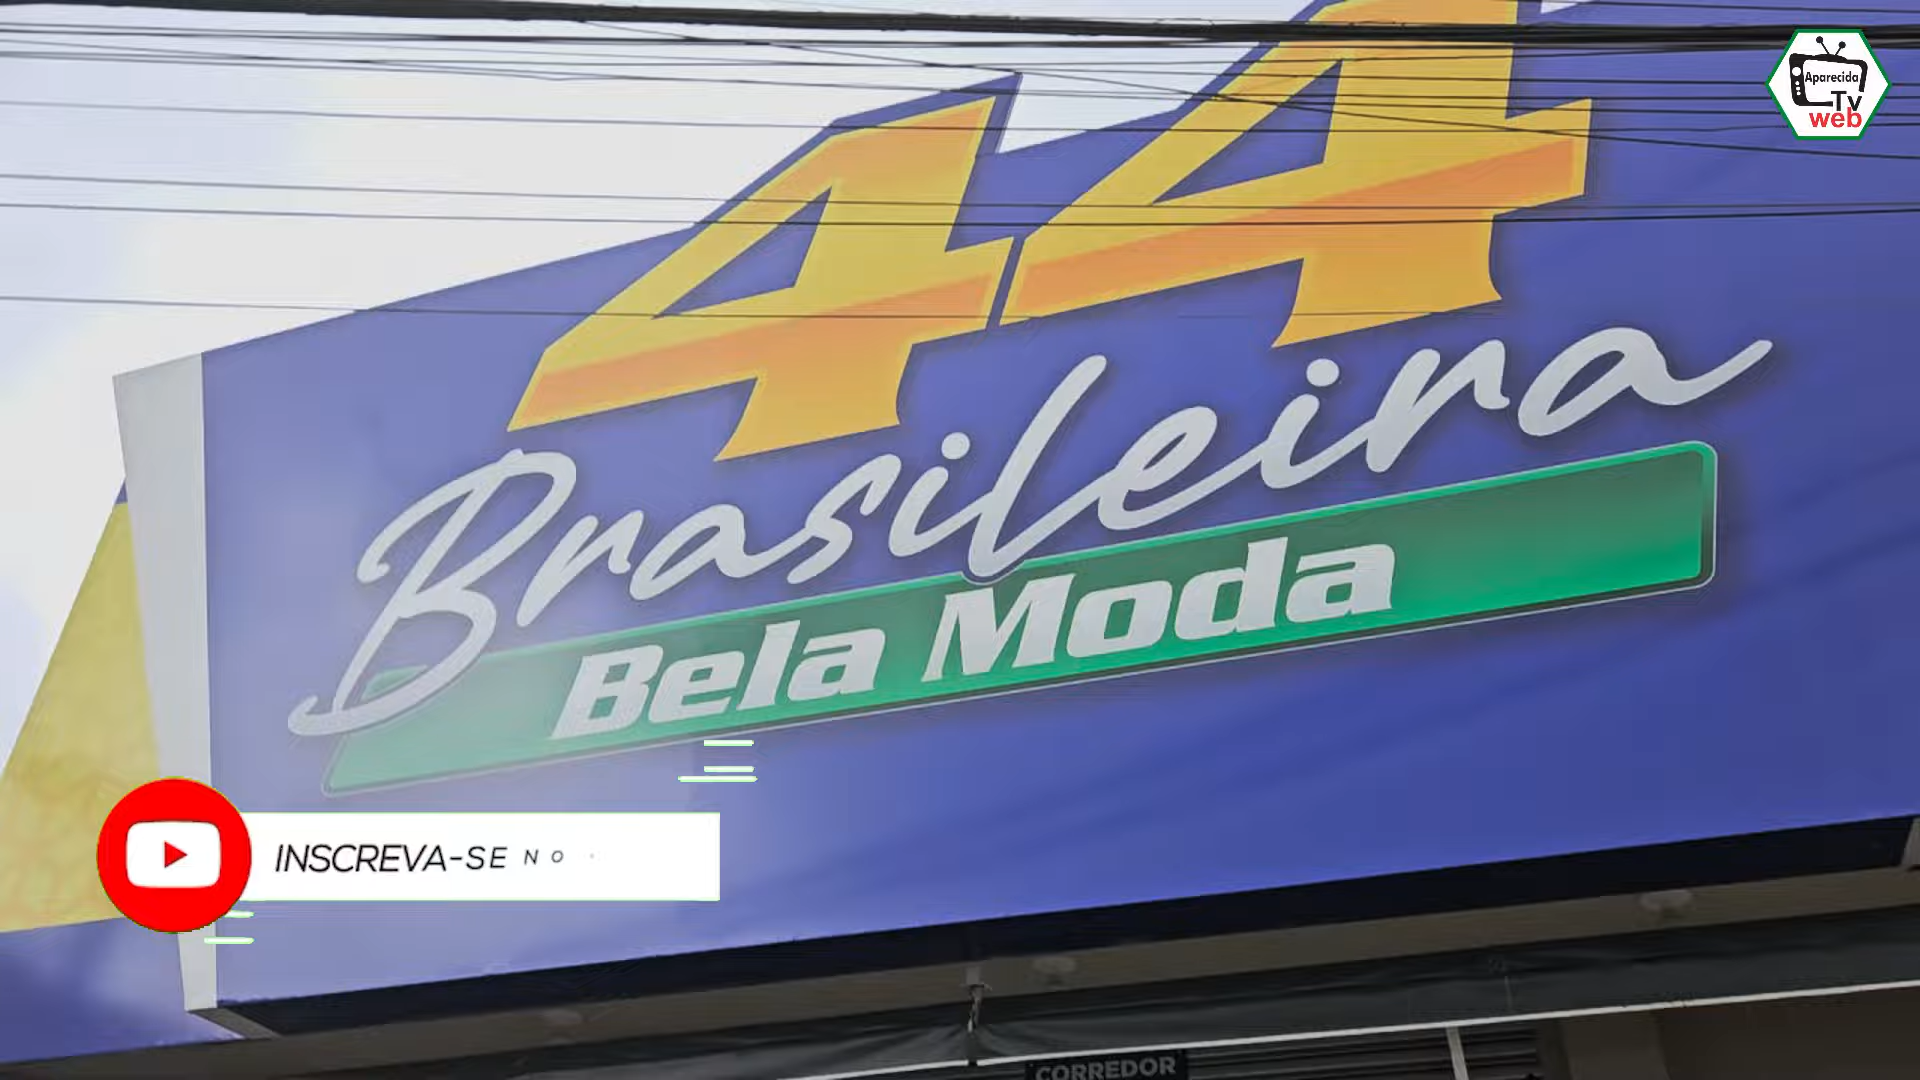 Aparecida
Tv
web
44
Brasileira
Bela Moda
INSCREVA-SE NO
CORREDOR